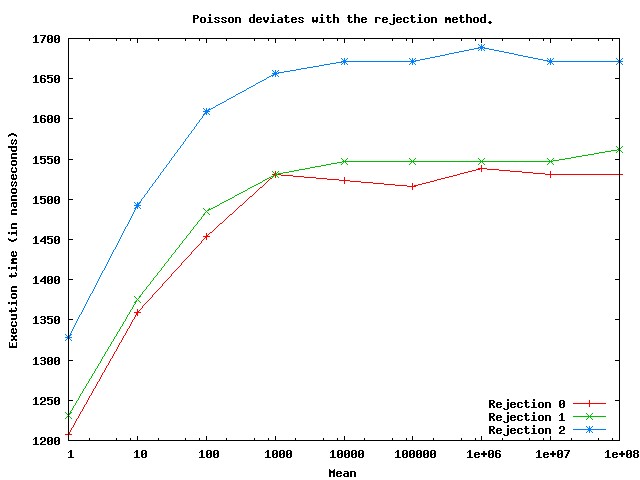 Poisson deviates with the rejection method.
1700
1650
1600
1550
1500
1450
1400
1350
1300
1250
1200
Execution time (in nanoseconds)
Rejection 0
Rejection 1
Rejection 2
1 10 100 1000 10000 100000 1e+06 1e+07 1e+08
Mean